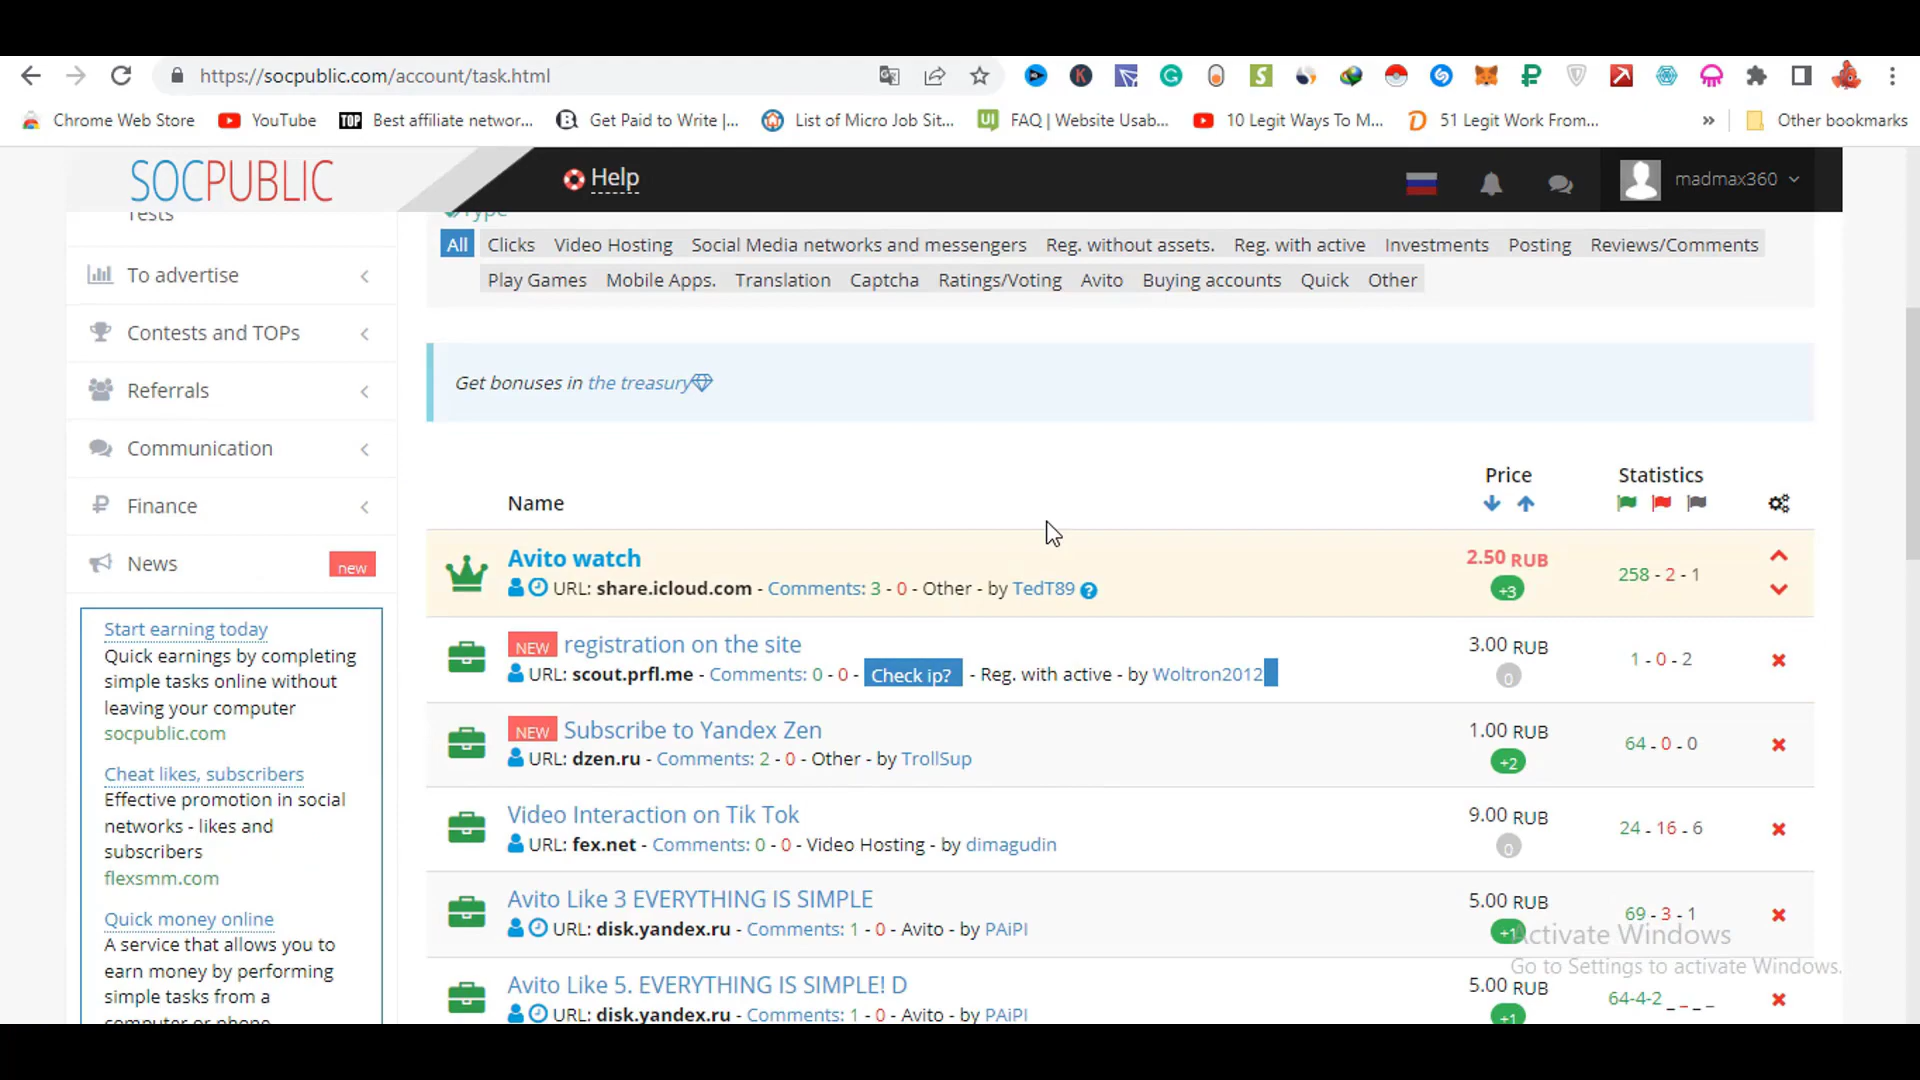 https://socpublic.com/account/task.html
Chrome Web Store YouTube TOP Best affiliate networ... Get Paid to Write |... List of Micro Job Sit... UI FAQ | Website Usab... 10 Legit Ways To M... 51 Legit Work From... » Other bookmarks
SOCPUBLIC Help madmax360
Tests
To advertise
Contests and TOPs
Referrals
Communication
Finance
News new
Start earning today
Quick earnings by completing
simple tasks online without
leaving your computer
socpublic.com
Cheat likes, subscribers
Effective promotion in social
networks - likes and
subscribers
flexsmm.com
Quick money online
A service that allows you to
earn money by performing
simple tasks from a
computer or phone
Type
All Clicks Video Hosting Social Media networks and messengers Reg. without assets. Reg. with active Investments Posting Reviews/Comments
Play Games Mobile Apps. Translation Captcha Ratings/Voting Avito Buying accounts Quick Other
Get bonuses in the treasury
Name Price Statistics
Avito watch 2.50 RUB
URL: share.icloud.com - Comments: 3 - 0 - Other - by TedT89 ? +3 258 - 2 - 1
NEW registration on the site 3.00 RUB
URL: scout.prfl.me - Comments: 0 - 0 - Check ip? - Reg. with active - by Woltron2012 0 1 - 0 - 2
NEW Subscribe to Yandex Zen 1.00 RUB
URL: dzen.ru - Comments: 2 - 0 - Other - by TrollSup +2 64 - 0 - 0
Video Interaction on Tik Tok 9.00 RUB
URL: fex.net - Comments: 0 - 0 - Video Hosting - by dimagudin 0 24 - 16 - 6
Avito Like 3 EVERYTHING IS SIMPLE 5.00 RUB
URL: disk.yandex.ru - Comments: 1 - 0 - Avito - by PAiPI +1 69 - 3 - 1
Avito Like 5. EVERYTHING IS SIMPLE! D 5.00 RUB
URL: disk.yandex.ru - Comments: 1 - 0 - Avito - by PAiPI +1 64-4-2 _ - _ - _
Activate Windows
Go to Settings to activate Windows.